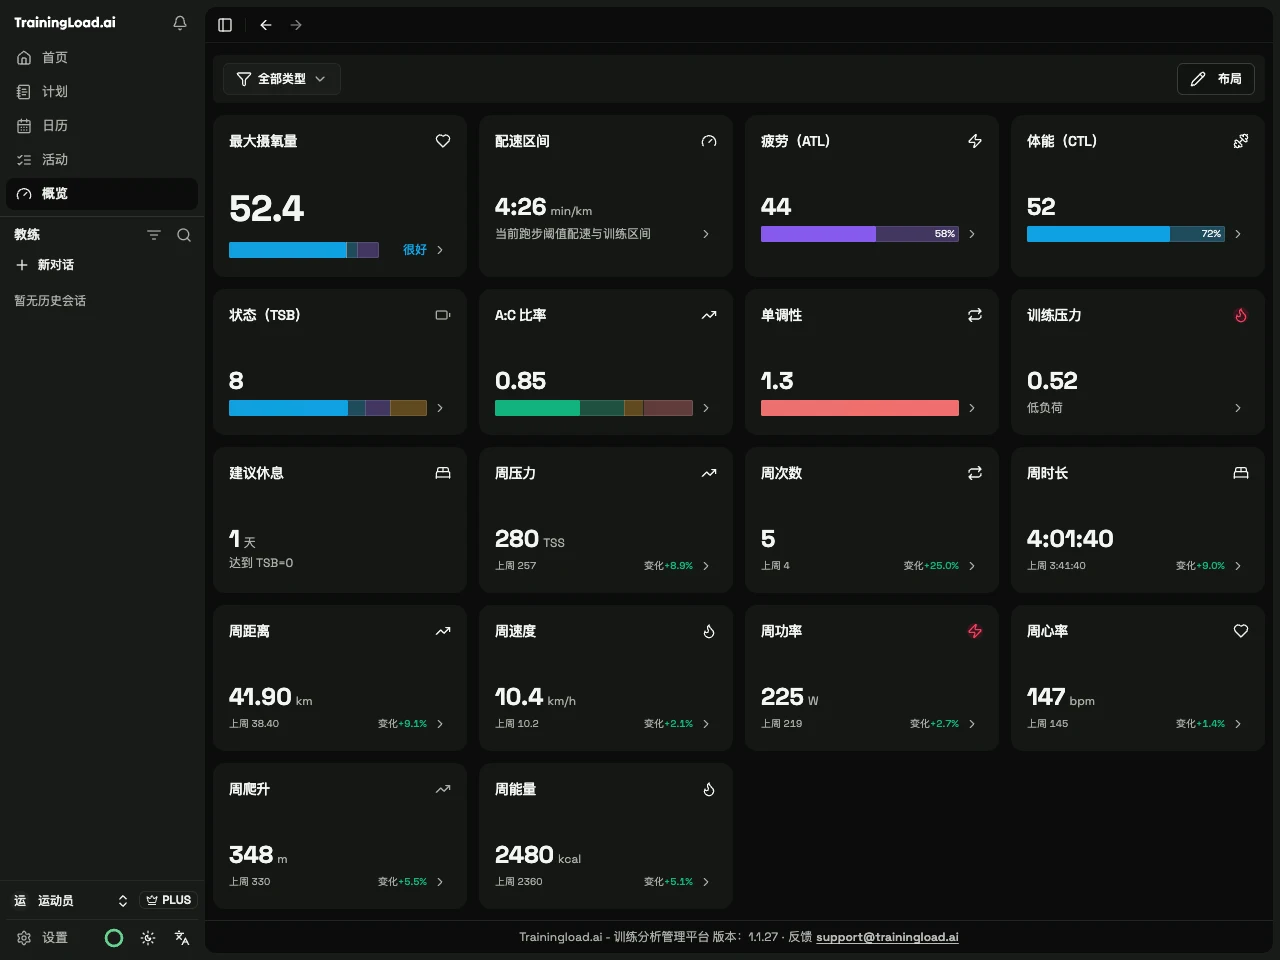 TrainingLoad.ai
首页
计划
日历
活动
概览
教练
新对话
暂无历史会话
运 运动员 PLUS
设置
全部类型
布局
最大摄氧量
52.4
很好
配速区间
4:26 min/km
当前跑步阈值配速与训练区间
疲劳（ATL）
44
58%
体能（CTL）
52
72%
状态（TSB）
8
A:C 比率
0.85
单调性
1.3
训练压力
0.52
低负荷
建议休息
1 天
达到 TSB=0
周压力
280 TSS
上周 257 变化+8.9%
周次数
5
上周 4 变化+25.0%
周时长
4:01:40
上周 3:41:40 变化+9.0%
周距离
41.90 km
上周 38.40 变化+9.1%
周速度
10.4 km/h
上周 10.2 变化+2.1%
周功率
225 W
上周 219 变化+2.7%
周心率
147 bpm
上周 145 变化+1.4%
周爬升
348 m
上周 330 变化+5.5%
周能量
2480 kcal
上周 2360 变化+5.1%
Trainingload.ai - 训练分析管理平台 版本：1.1.27 · 反馈 support@trainingload.ai